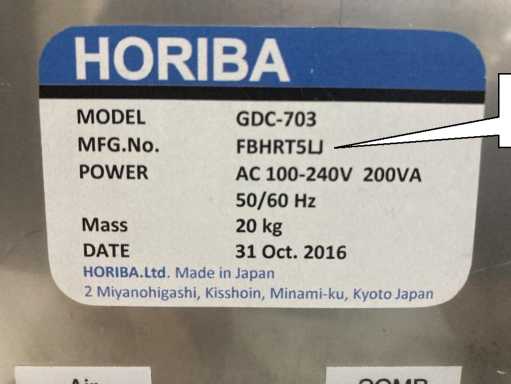 HORIBA
MODEL GDC-703
MFG.No. FBHRT5LJ
POWER AC 100-240V 200VA
50/60 Hz
Mass 20 kg
DATE 31 Oct. 2016
HORIBA.Ltd. Made in Japan
2 Miyanohigashi, Kisshoin, Minami-ku, Kyoto Japan